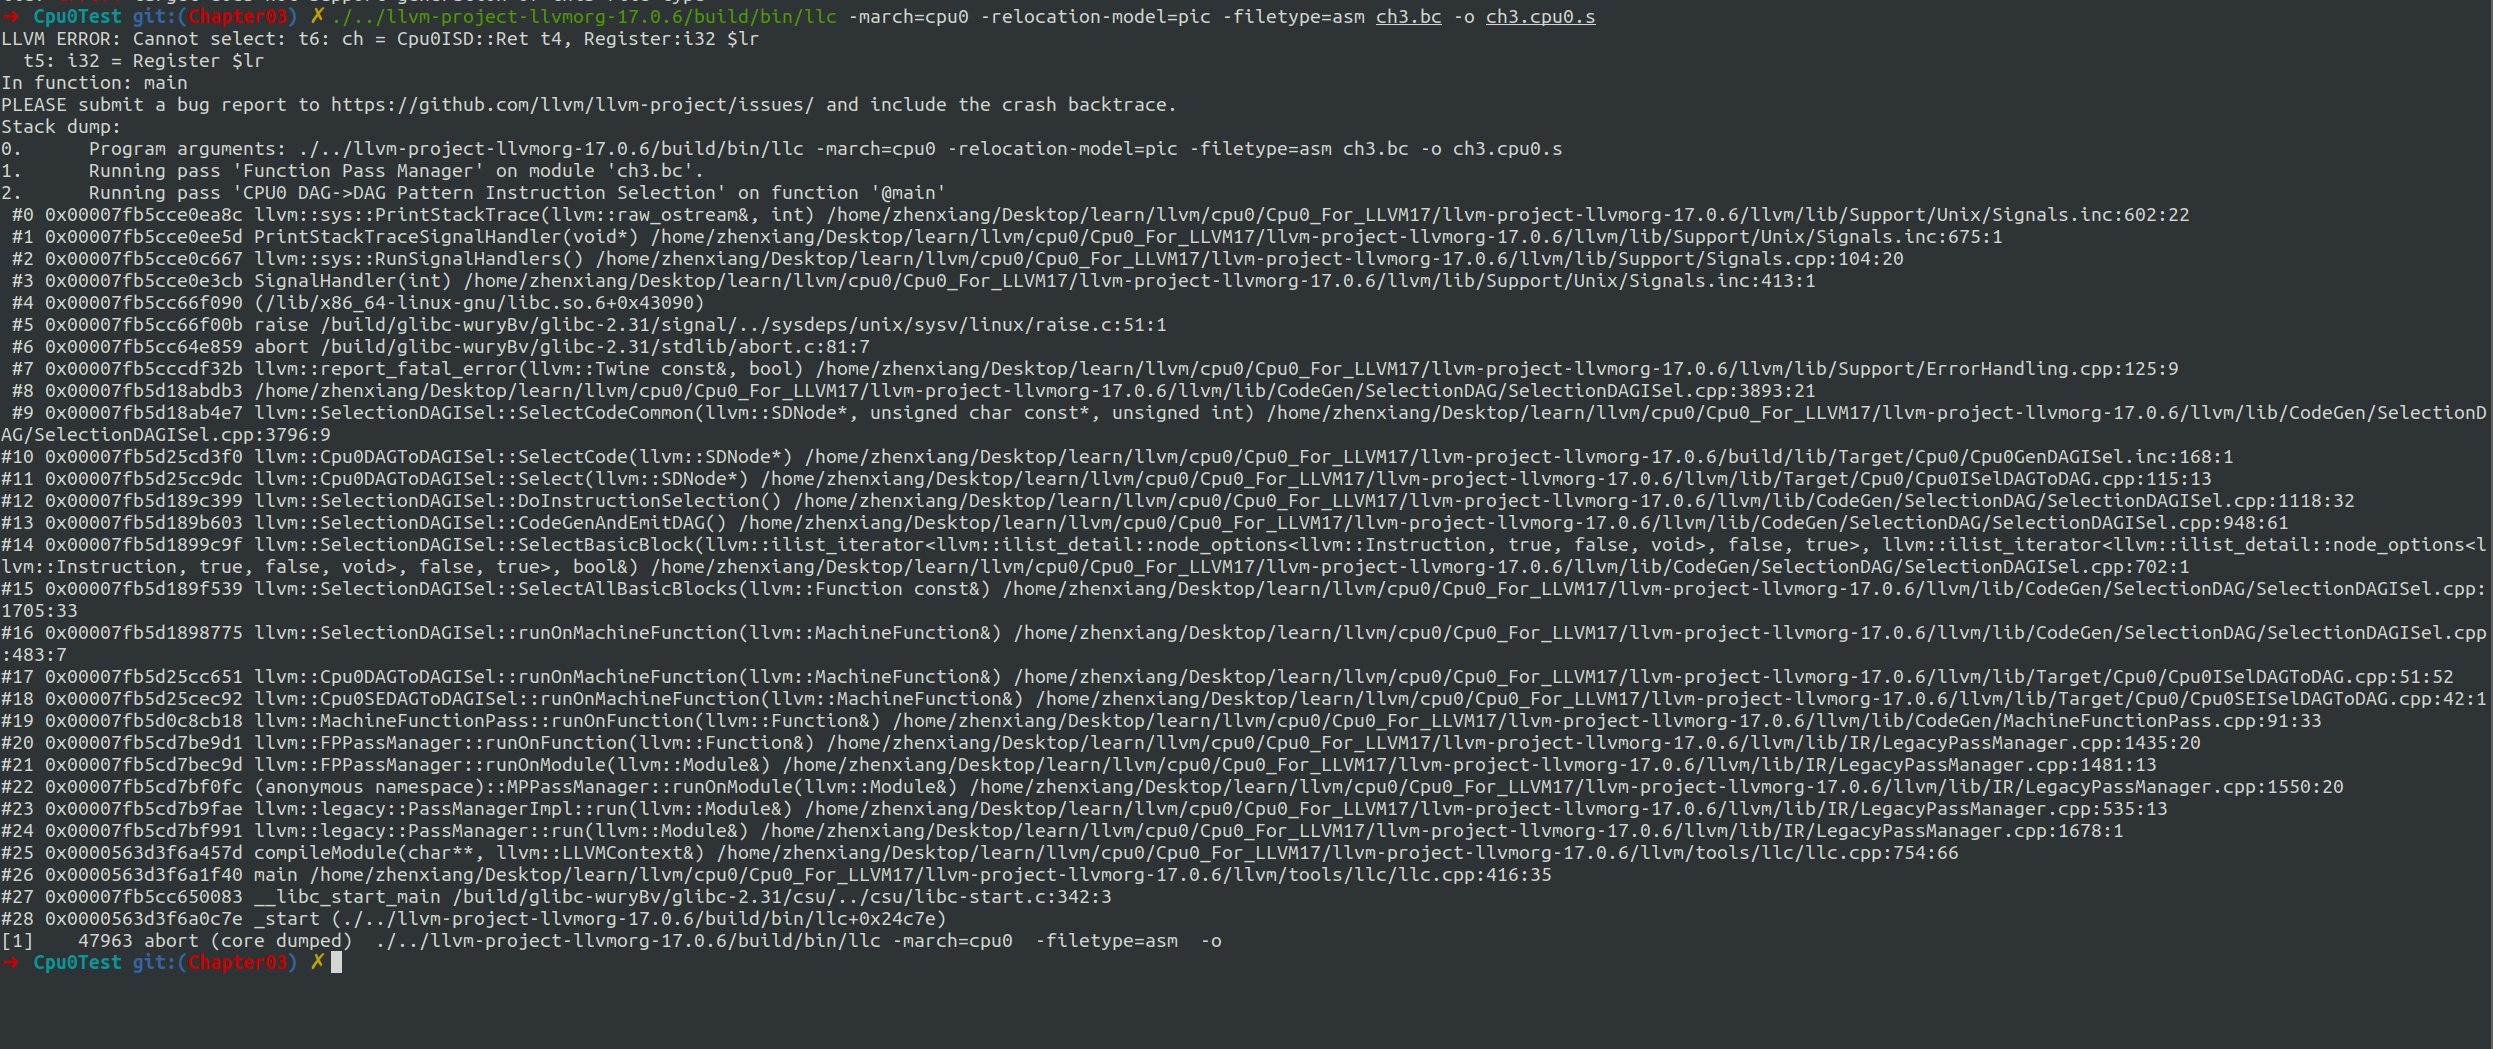 → Cpu0Test git:(Chapter03) ✗ ./../llvm-project-llvmorg-17.0.6/build/bin/llc -march=cpu0 -relocation-model=pic -filetype=asm ch3.bc -o ch3.cpu0.s
LLVM ERROR: Cannot select: t6: ch = Cpu0ISD::Ret t4, Register:i32 $lr
  t5: i32 = Register $lr
In function: main
PLEASE submit a bug report to https://github.com/llvm/llvm-project/issues/ and include the crash backtrace.
Stack dump:
0.      Program arguments: ./../llvm-project-llvmorg-17.0.6/build/bin/llc -march=cpu0 -relocation-model=pic -filetype=asm ch3.bc -o ch3.cpu0.s
1.      Running pass 'Function Pass Manager' on module 'ch3.bc'.
2.      Running pass 'CPU0 DAG->DAG Pattern Instruction Selection' on function '@main'
 #0 0x00007fb5cce0ea8c llvm::sys::PrintStackTrace(llvm::raw_ostream&, int) /home/zhenxiang/Desktop/learn/llvm/cpu0/Cpu0_For_LLVM17/llvm-project-llvmorg-17.0.6/llvm/lib/Support/Unix/Signals.inc:602:22
 #1 0x00007fb5cce0ee5d PrintStackTraceSignalHandler(void*) /home/zhenxiang/Desktop/learn/llvm/cpu0/Cpu0_For_LLVM17/llvm-project-llvmorg-17.0.6/llvm/lib/Support/Unix/Signals.inc:675:1
 #2 0x00007fb5cce0c667 llvm::sys::RunSignalHandlers() /home/zhenxiang/Desktop/learn/llvm/cpu0/Cpu0_For_LLVM17/llvm-project-llvmorg-17.0.6/llvm/lib/Support/Signals.cpp:104:20
 #3 0x00007fb5cce0e3cb SignalHandler(int) /home/zhenxiang/Desktop/learn/llvm/cpu0/Cpu0_For_LLVM17/llvm-project-llvmorg-17.0.6/llvm/lib/Support/Unix/Signals.inc:413:1
 #4 0x00007fb5cc66f090 (/lib/x86_64-linux-gnu/libc.so.6+0x43090)
 #5 0x00007fb5cc66f00b raise /build/glibc-wuryBv/glibc-2.31/signal/../sysdeps/unix/sysv/linux/raise.c:51:1
 #6 0x00007fb5cc64e859 abort /build/glibc-wuryBv/glibc-2.31/stdlib/abort.c:81:7
 #7 0x00007fb5cccdf32b llvm::report_fatal_error(llvm::Twine const&, bool) /home/zhenxiang/Desktop/learn/llvm/cpu0/Cpu0_For_LLVM17/llvm-project-llvmorg-17.0.6/llvm/lib/Support/ErrorHandling.cpp:125:9
 #8 0x00007fb5d18abdb3 /home/zhenxiang/Desktop/learn/llvm/cpu0/Cpu0_For_LLVM17/llvm-project-llvmorg-17.0.6/llvm/lib/CodeGen/SelectionDAG/SelectionDAGISel.cpp:3893:21
 #9 0x00007fb5d18ab4e7 llvm::SelectionDAGISel::SelectCodeCommon(llvm::SDNode*, unsigned char const*, unsigned int) /home/zhenxiang/Desktop/learn/llvm/cpu0/Cpu0_For_LLVM17/llvm-project-llvmorg-17.0.6/llvm/lib/CodeGen/SelectionD
AG/SelectionDAGISel.cpp:3796:9
#10 0x00007fb5d25cd3f0 llvm::Cpu0DAGToDAGISel::SelectCode(llvm::SDNode*) /home/zhenxiang/Desktop/learn/llvm/cpu0/Cpu0_For_LLVM17/llvm-project-llvmorg-17.0.6/build/lib/Target/Cpu0/Cpu0GenDAGISel.inc:168:1
#11 0x00007fb5d25cc9dc llvm::Cpu0DAGToDAGISel::Select(llvm::SDNode*) /home/zhenxiang/Desktop/learn/llvm/cpu0/Cpu0_For_LLVM17/llvm-project-llvmorg-17.0.6/llvm/lib/Target/Cpu0/Cpu0ISelDAGToDAG.cpp:115:13
#12 0x00007fb5d189c399 llvm::SelectionDAGISel::DoInstructionSelection() /home/zhenxiang/Desktop/learn/llvm/cpu0/Cpu0_For_LLVM17/llvm-project-llvmorg-17.0.6/llvm/lib/CodeGen/SelectionDAG/SelectionDAGISel.cpp:1118:32
#13 0x00007fb5d189b603 llvm::SelectionDAGISel::CodeGenAndEmitDAG() /home/zhenxiang/Desktop/learn/llvm/cpu0/Cpu0_For_LLVM17/llvm-project-llvmorg-17.0.6/llvm/lib/CodeGen/SelectionDAG/SelectionDAGISel.cpp:948:61
#14 0x00007fb5d1899c9f llvm::SelectionDAGISel::SelectBasicBlock(llvm::ilist_iterator<llvm::ilist_detail::node_options<llvm::Instruction, true, false, void>, false, true>, llvm::ilist_iterator<llvm::ilist_detail::node_options<l
lvm::Instruction, true, false, void>, false, true>, bool&) /home/zhenxiang/Desktop/learn/llvm/cpu0/Cpu0_For_LLVM17/llvm-project-llvmorg-17.0.6/llvm/lib/CodeGen/SelectionDAG/SelectionDAGISel.cpp:702:1
#15 0x00007fb5d189f539 llvm::SelectionDAGISel::SelectAllBasicBlocks(llvm::Function const&) /home/zhenxiang/Desktop/learn/llvm/cpu0/Cpu0_For_LLVM17/llvm-project-llvmorg-17.0.6/llvm/lib/CodeGen/SelectionDAG/SelectionDAGISel.cpp:
1705:33
#16 0x00007fb5d1898775 llvm::SelectionDAGISel::runOnMachineFunction(llvm::MachineFunction&) /home/zhenxiang/Desktop/learn/llvm/cpu0/Cpu0_For_LLVM17/llvm-project-llvmorg-17.0.6/llvm/lib/CodeGen/SelectionDAG/SelectionDAGISel.cpp
:483:7
#17 0x00007fb5d25cc651 llvm::Cpu0DAGToDAGISel::runOnMachineFunction(llvm::MachineFunction&) /home/zhenxiang/Desktop/learn/llvm/cpu0/Cpu0_For_LLVM17/llvm-project-llvmorg-17.0.6/llvm/lib/Target/Cpu0/Cpu0ISelDAGToDAG.cpp:51:52
#18 0x00007fb5d25cec92 llvm::Cpu0SEDAGToDAGISel::runOnMachineFunction(llvm::MachineFunction&) /home/zhenxiang/Desktop/learn/llvm/cpu0/Cpu0_For_LLVM17/llvm-project-llvmorg-17.0.6/llvm/lib/Target/Cpu0/Cpu0SEISelDAGToDAG.cpp:42:1
#19 0x00007fb5d0c8cb18 llvm::MachineFunctionPass::runOnFunction(llvm::Function&) /home/zhenxiang/Desktop/learn/llvm/cpu0/Cpu0_For_LLVM17/llvm-project-llvmorg-17.0.6/llvm/lib/CodeGen/MachineFunctionPass.cpp:91:33
#20 0x00007fb5cd7be9d1 llvm::FPPassManager::runOnFunction(llvm::Function&) /home/zhenxiang/Desktop/learn/llvm/cpu0/Cpu0_For_LLVM17/llvm-project-llvmorg-17.0.6/llvm/lib/IR/LegacyPassManager.cpp:1435:20
#21 0x00007fb5cd7bec9d llvm::FPPassManager::runOnModule(llvm::Module&) /home/zhenxiang/Desktop/learn/llvm/cpu0/Cpu0_For_LLVM17/llvm-project-llvmorg-17.0.6/llvm/lib/IR/LegacyPassManager.cpp:1481:13
#22 0x00007fb5cd7bf0fc (anonymous namespace)::MPPassManager::runOnModule(llvm::Module&) /home/zhenxiang/Desktop/learn/llvm/cpu0/Cpu0_For_LLVM17/llvm-project-llvmorg-17.0.6/llvm/lib/IR/LegacyPassManager.cpp:1550:20
#23 0x00007fb5cd7b9fae llvm::legacy::PassManagerImpl::run(llvm::Module&) /home/zhenxiang/Desktop/learn/llvm/cpu0/Cpu0_For_LLVM17/llvm-project-llvmorg-17.0.6/llvm/lib/IR/LegacyPassManager.cpp:535:13
#24 0x00007fb5cd7bf991 llvm::legacy::PassManager::run(llvm::Module&) /home/zhenxiang/Desktop/learn/llvm/cpu0/Cpu0_For_LLVM17/llvm-project-llvmorg-17.0.6/llvm/lib/IR/LegacyPassManager.cpp:1678:1
#25 0x0000563d3f6a457d compileModule(char**, llvm::LLVMContext&) /home/zhenxiang/Desktop/learn/llvm/cpu0/Cpu0_For_LLVM17/llvm-project-llvmorg-17.0.6/llvm/tools/llc/llc.cpp:754:66
#26 0x0000563d3f6a1f40 main /home/zhenxiang/Desktop/learn/llvm/cpu0/Cpu0_For_LLVM17/llvm-project-llvmorg-17.0.6/llvm/tools/llc/llc.cpp:416:35
#27 0x00007fb5cc650083 __libc_start_main /build/glibc-wuryBv/glibc-2.31/csu/../csu/libc-start.c:342:3
#28 0x0000563d3f6a0c7e _start (./../llvm-project-llvmorg-17.0.6/build/bin/llc+0x24c7e)
[1]    47963 abort (core dumped)  ./../llvm-project-llvmorg-17.0.6/build/bin/llc -march=cpu0  -filetype=asm  -o
→ Cpu0Test git:(Chapter03) ✗